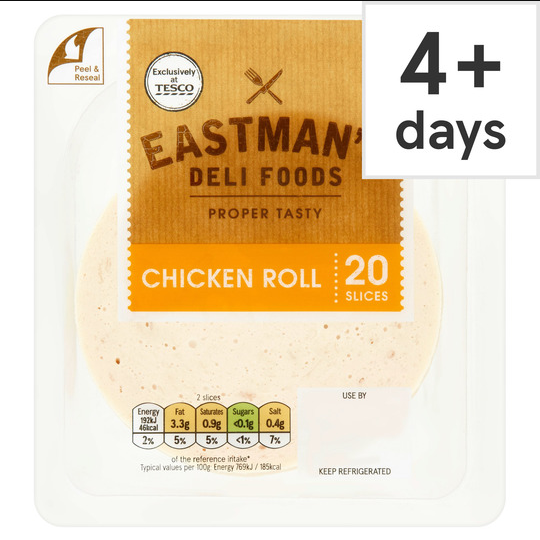 Peel &
Reseal
Exclusively
at
TESCO
4+
days
EASTMAN'
DELI FOODS
PROPER TASTY
CHICKEN ROLL
20
SLICES
2 slices
Energy
192kJ
46kcal
2%
Fat
3.3g
5%
Saturates
0.9g
5%
Sugars
<0.1g
<1%
Salt
0.4g
7%
of the reference intake*
Typical values per 100g: Energy 769kJ / 185kcal
USE BY
KEEP REFRIGERATED